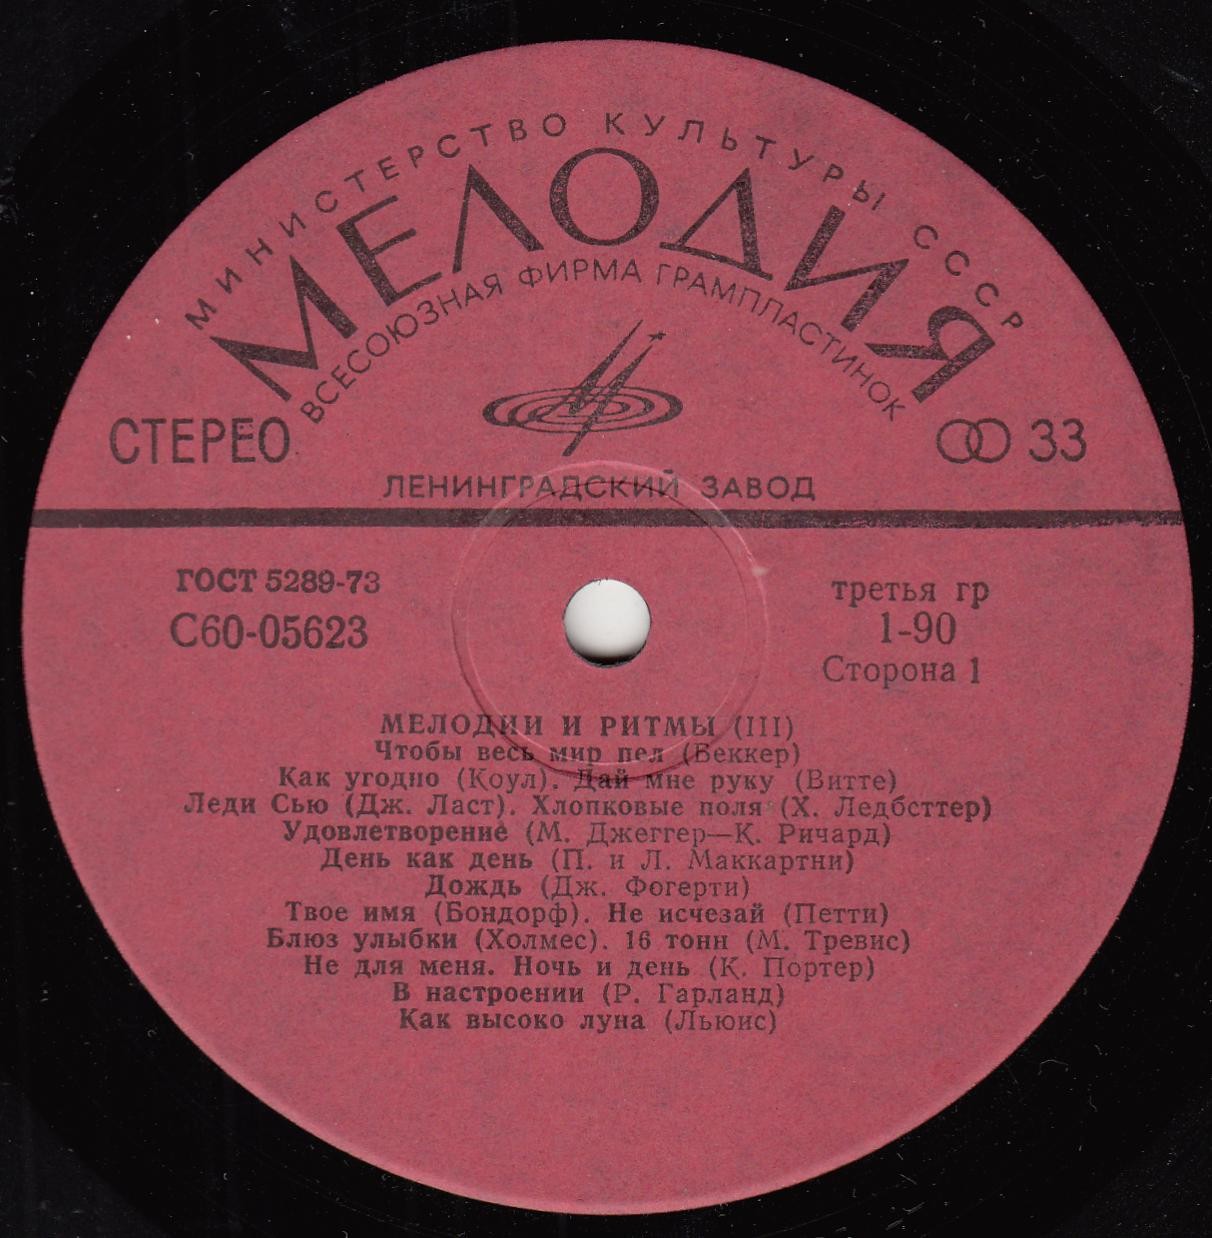 МИНИСТЕРСТВО КУЛЬТУРЫ СССР
МЕЛОДИЯ
ВСЕСОЮЗНАЯ ФИРМА ГРАМПЛАСТИНОК
СТЕРЕО
33
ЛЕНИНГРАДСКИЙ ЗАВОД
ГОСТ 5289-73
третья гр
С60-05623
1-90
Сторона 1
МЕЛОДИИ И РИТМЫ (III)
Чтобы весь мир пел (Беккер)
Как угодно (Коул). Дай мне руку (Витте)
Леди Сью (Дж. Ласт). Хлопковые поля (Х. Ледбсттер)
Удовлетворение (М. Джеггер—К. Ричард)
День как день (П. и Л. Маккартни)
Дождь (Дж. Фогерти)
Твое имя (Бондорф). Не исчезай (Петти)
Блюз улыбки (Холмес). 16 тонн (М. Тревис)
Не для меня. Ночь и день (К. Портер)
В настроении (Р. Гарланд)
Как высоко луна (Льюис)